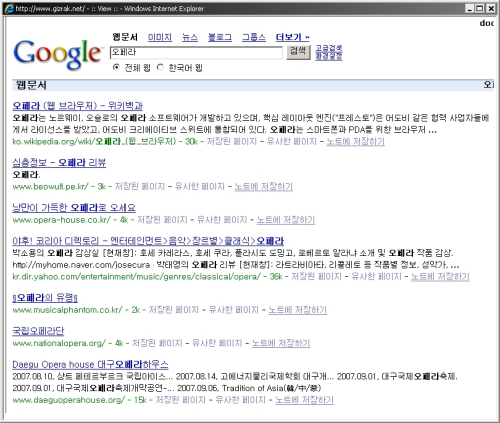 http://www.gizrak.net/ - :: View :: - Windows Internet Explorer
doc
웹문서 이미지 뉴스 블로그 그룹스 더보기 »
Google
오페라 검색 고급검색
환경설정
전체 웹 한국어 웹
웹문서 오
오페라 (웹 브라우저) - 위키백과
오페라는 노르웨이, 오슬로의 오페라 소프트웨어가 개발하고 있으며, 핵심 레이아웃 엔진("프레스토")은 어도비 같은 협력 사업자들에
게서 라이선스를 받았고, 어도비 크리에이티브 스위트에 통합되어 있다. 오페라는 스마트폰과 PDA를 위한 브라우저 ...
ko.wikipedia.org/wiki/오페라_(웹_브라우저) - 30k - 저장된 페이지 - 유사한 페이지 - 노트에 저장하기
심층정보 - 오페라 리뷰
오페라.
www.beowulf.pe.kr/ - 3k - 저장된 페이지 - 유사한 페이지 - 노트에 저장하기
낭만이 가득한 오페라로 오세요
www.opera-house.co.kr/ - 4k - 저장된 페이지 - 유사한 페이지 - 노트에 저장하기
야후! 코리아 디렉토리 - 엔터테인먼트>음악>장르별>클래식>오페라
박소용의 오페라 감상실 [현재창]: 호세 카레라스, 호세 쿠라, 플라시도 도밍고, 로베르토 알라냐 소개 및 오페라 작품 감상.
http://myhome.naver.com/josecura · 박태영의 오페라 리뷰 [현재창]: 라트라비아타, 리콜레토 등 작품별 정보, 성악가, ...
kr.dir.yahoo.com/entertainment/music/genres/classical/opera/ - 36k - 저장된 페이지 - 유사한 페이지 - 노트에 저장하기
§오페라의 유령§
www.musicalphantom.co.kr/ - 2k - 저장된 페이지 - 유사한 페이지 - 노트에 저장하기
국립오페라단
www.nationalopera.org/ - 4k - 저장된 페이지 - 유사한 페이지 - 노트에 저장하기
Daegu Opera house 대구오페라하우스
2007.08.10, 상트 페테르부르크 국립아이스... 2007.08.14, 고에너지물리국제학회 대구개... 2007.09.01, 대구국제오페라축제.
2007.09.01, 대구국제오페라축제개막공연-... 2007.09.06, Tradition of Asia(韓/中/蒙)
www.daeguoperahouse.org/ - 15k - 저장된 페이지 - 유사한 페이지 - 노트에 저장하기